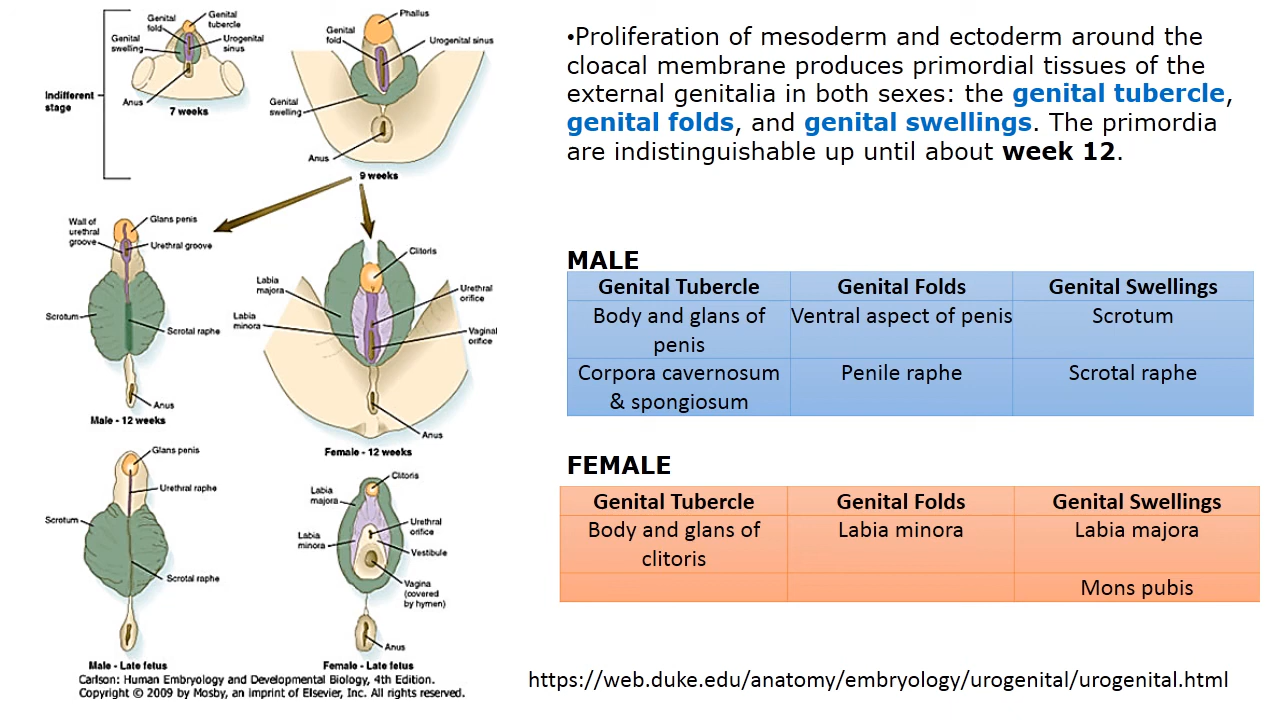 Genital
fold
Genital
tubercle
Genital
swelling
Urogenital
sinus
Anus
7 weeks
Indifferent
stage
Phallus
Genital
fold
Urogenital sinus
Genital
swelling
Anus
9 weeks
Wall of
urethral
groove
Glans penis
Urethral groove
Scrotum
Scrotal raphe
Anus
Male - 12 weeks
Clitoris
Labia
majora
Urethral
orifice
Labia
minora
Vaginal
orifice
Anus
Female - 12 weeks
Glans penis
Urethral raphe
Scrotum
Scrotal raphe
Male - Late fetus
Clitoris
Labia
majora
Urethral
orifice
Labia
minora
Vestibule
Vagina
(covered
by hymen)
Anus
Female - Late fetus
Carlson: Human Embryology and Developmental Biology, 4th Edition.
Copyright © 2009 by Mosby, an imprint of Elsevier, Inc. All rights reserved.
•Proliferation of mesoderm and ectoderm around the
cloacal membrane produces primordial tissues of the
external genitalia in both sexes: the genital tubercle,
genital folds, and genital swellings. The primordia
are indistinguishable up until about week 12.
MALE
Genital Tubercle Genital Folds Genital Swellings
Body and glans of Ventral aspect of penis Scrotum
penis
Corpora cavernosum Penile raphe Scrotal raphe
& spongiosum
FEMALE
Genital Tubercle Genital Folds Genital Swellings
Body and glans of Labia minora Labia majora
clitoris
Mons pubis
https://web.duke.edu/anatomy/embryology/urogenital/urogenital.html